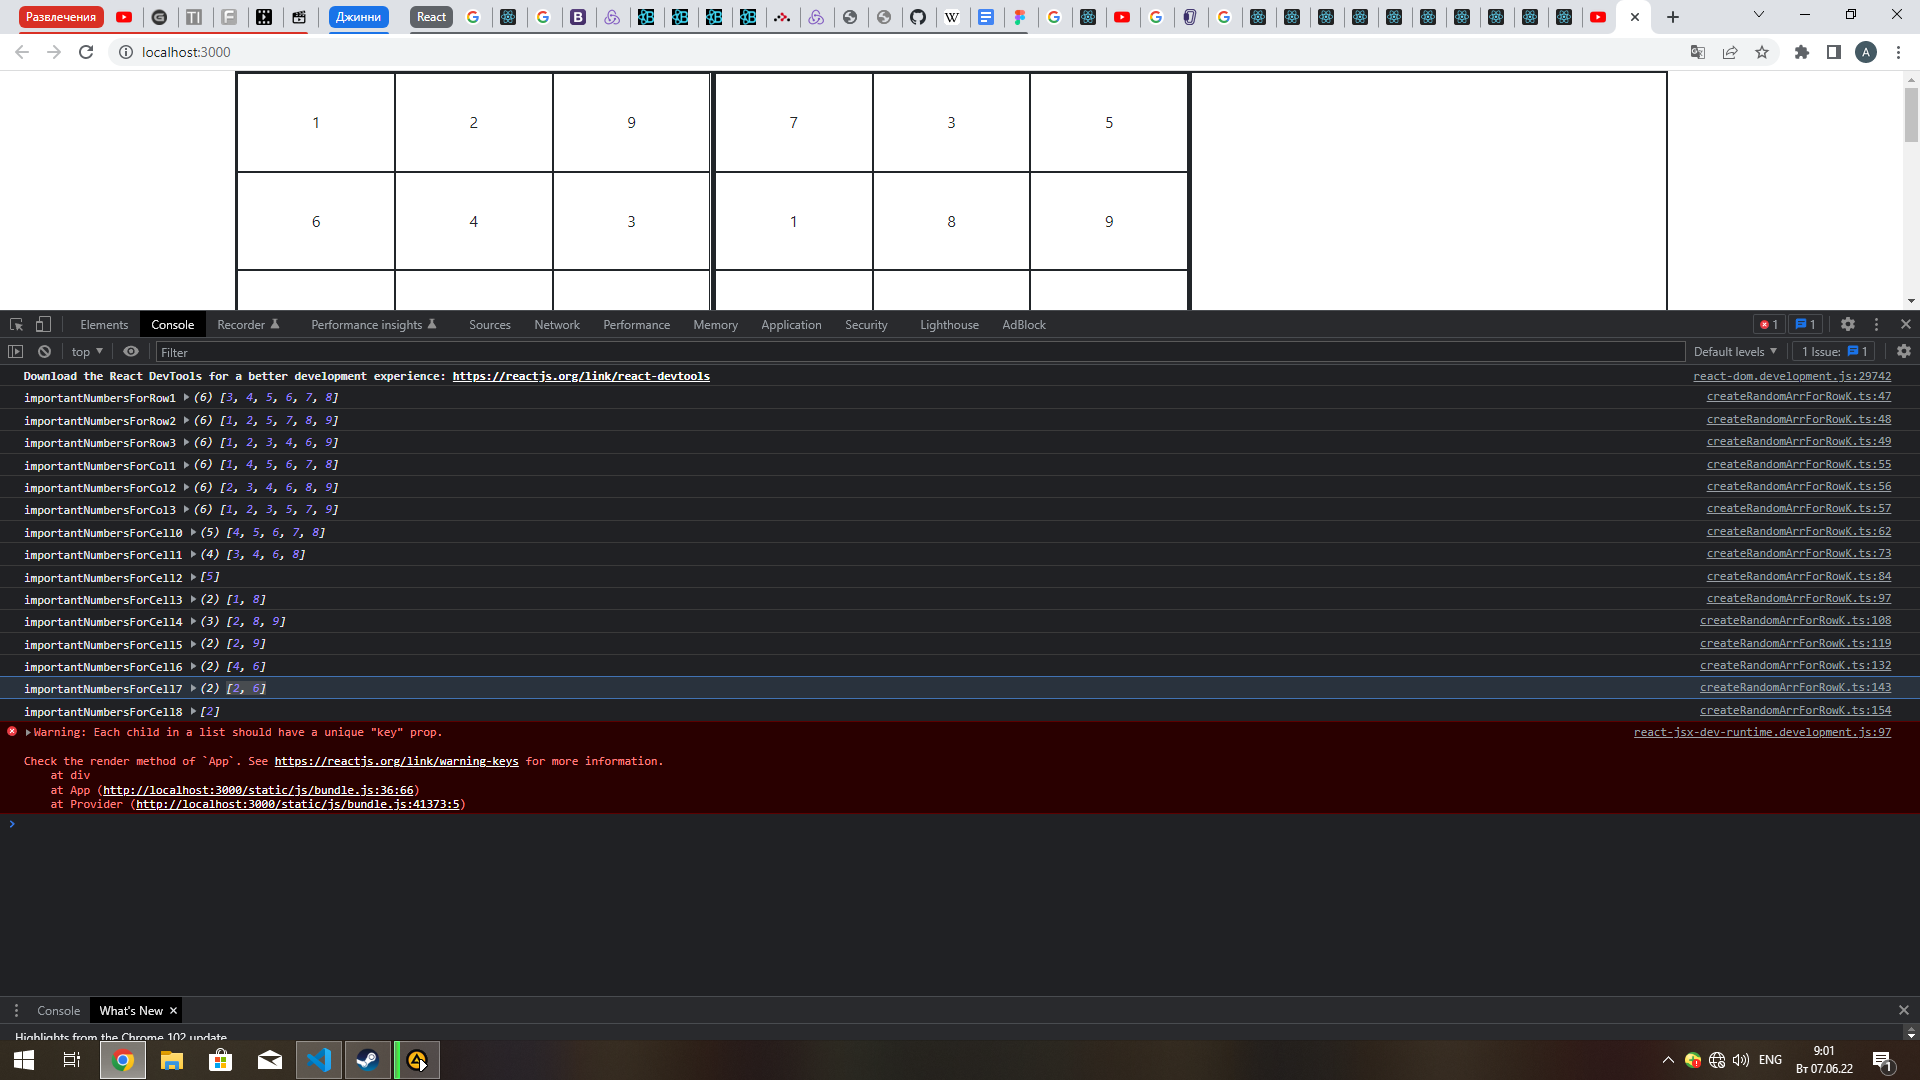 Развлечения
Джинни
React
localhost:3000
1 2 9 7 3 5
6 4 3 1 8 9
Elements Console Recorder Performance insights Sources Network Performance Memory Application Security Lighthouse AdBlock 1 1
top Filter Default levels 1 Issue: 1
Download the React DevTools for a better development experience: https://reactjs.org/link/react-devtools react-dom.development.js:29742
importantNumbersForRow1 (6) [3, 4, 5, 6, 7, 8] createRandomArrForRowK.ts:47
importantNumbersForRow2 (6) [1, 2, 5, 7, 8, 9] createRandomArrForRowK.ts:48
importantNumbersForRow3 (6) [1, 2, 3, 4, 6, 9] createRandomArrForRowK.ts:49
importantNumbersForCol1 (6) [1, 4, 5, 6, 7, 8] createRandomArrForRowK.ts:55
importantNumbersForCol2 (6) [2, 3, 4, 6, 8, 9] createRandomArrForRowK.ts:56
importantNumbersForCol3 (6) [1, 2, 3, 5, 7, 9] createRandomArrForRowK.ts:57
importantNumbersForCell0 (5) [4, 5, 6, 7, 8] createRandomArrForRowK.ts:62
importantNumbersForCell1 (4) [3, 4, 6, 8] createRandomArrForRowK.ts:73
importantNumbersForCell2 [5] createRandomArrForRowK.ts:84
importantNumbersForCell3 (2) [1, 8] createRandomArrForRowK.ts:97
importantNumbersForCell4 (3) [2, 8, 9] createRandomArrForRowK.ts:108
importantNumbersForCell5 (2) [2, 9] createRandomArrForRowK.ts:119
importantNumbersForCell6 (2) [4, 6] createRandomArrForRowK.ts:132
importantNumbersForCell7 (2) [2, 6] createRandomArrForRowK.ts:143
importantNumbersForCell8 [2] createRandomArrForRowK.ts:154
Warning: Each child in a list should have a unique "key" prop. react-jsx-dev-runtime.development.js:97
Check the render method of `App`. See https://reactjs.org/link/warning-keys for more information.
at div
at App (http://localhost:3000/static/js/bundle.js:36:66)
at Provider (http://localhost:3000/static/js/bundle.js:41373:5)
Console What's New
Highlights from the Chrome 102 update
ENG
9:01
Вт 07.06.22
1